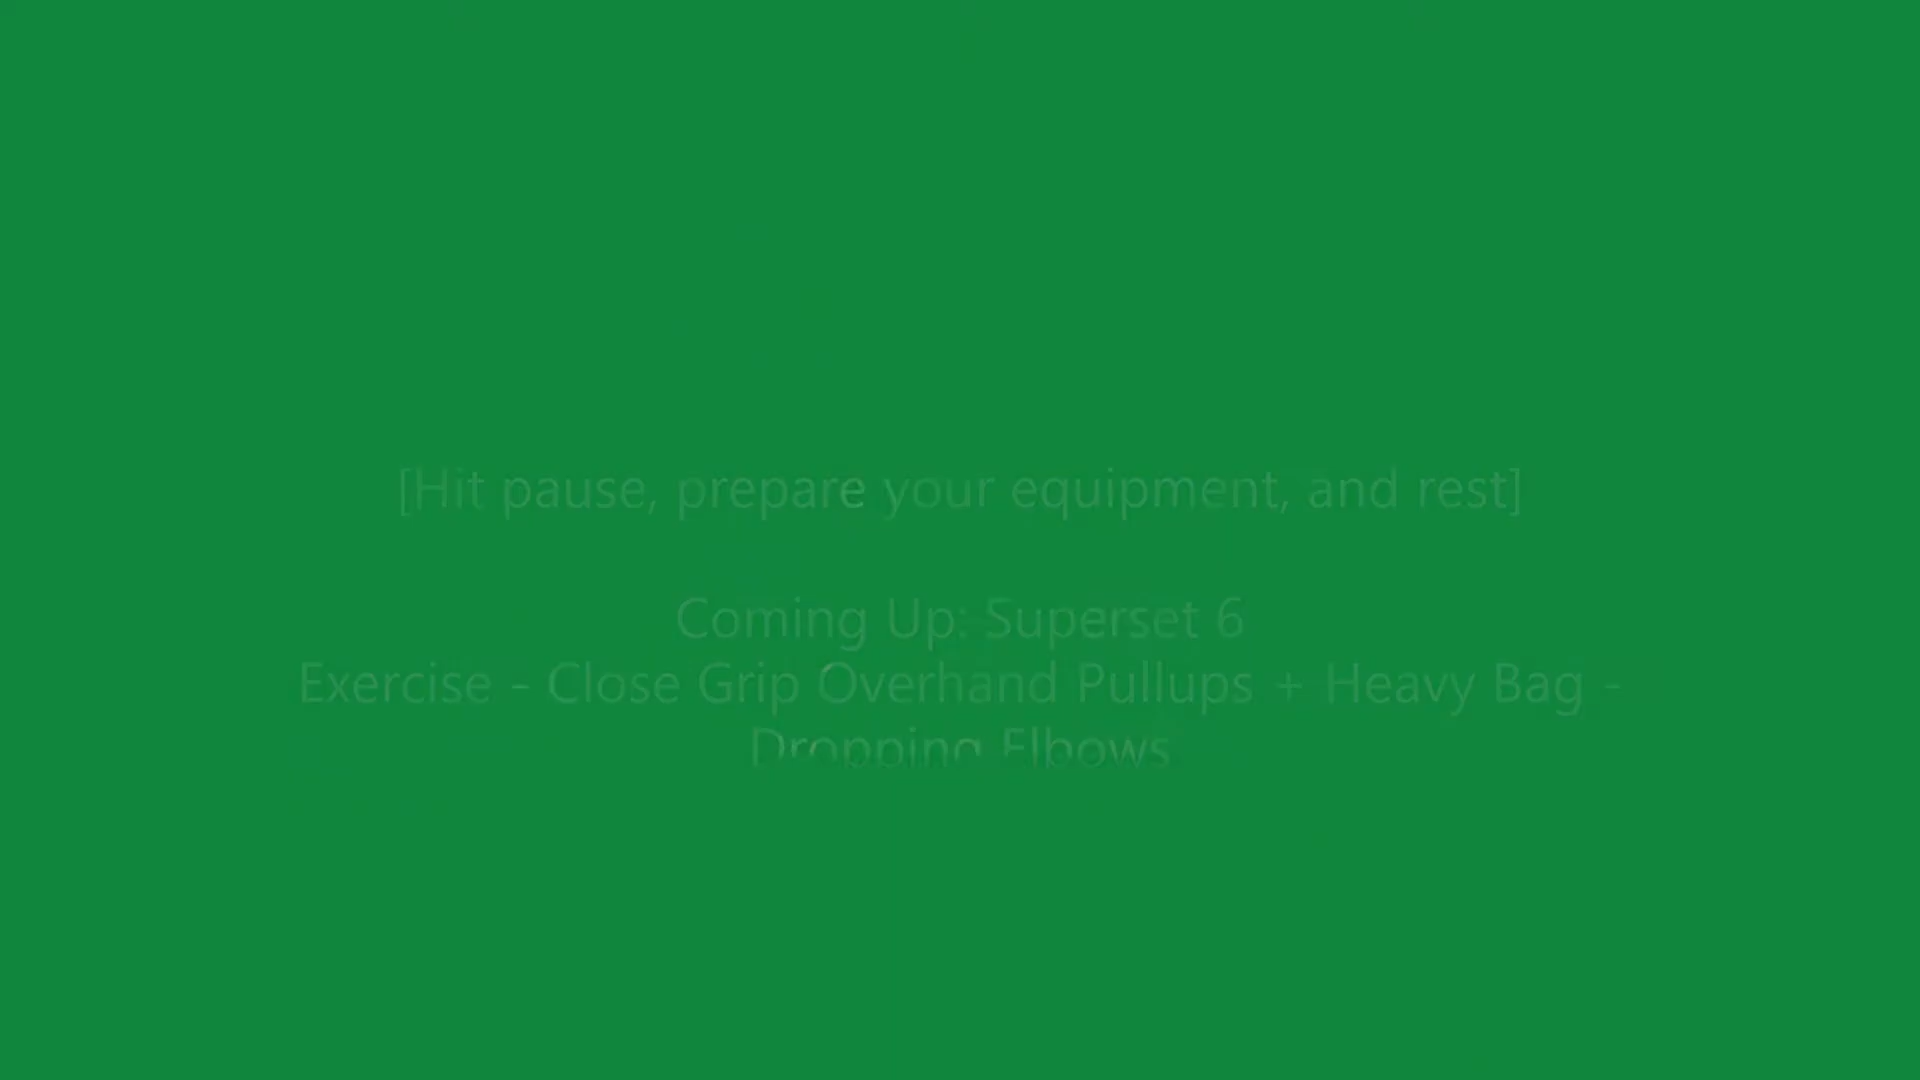 [Hit pause, prepare your equipment, and rest]
Coming Up: Superset 6
Exercise - Close Grip Overhand Pullups + Heavy Bag -
Dropping Elbows